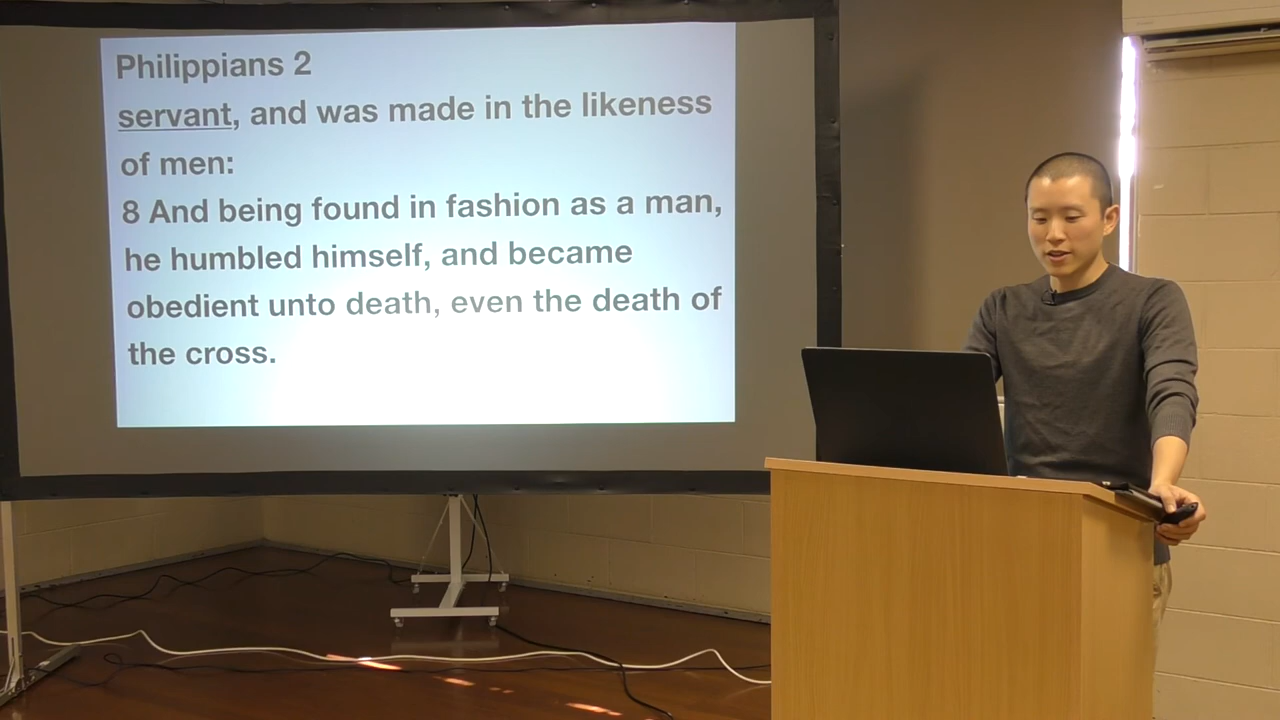 Philippians 2
servant, and was made in the likeness
of men:
8 And being found in fashion as a man,
he humbled himself, and became
obedient unto death, even the death of
the cross.